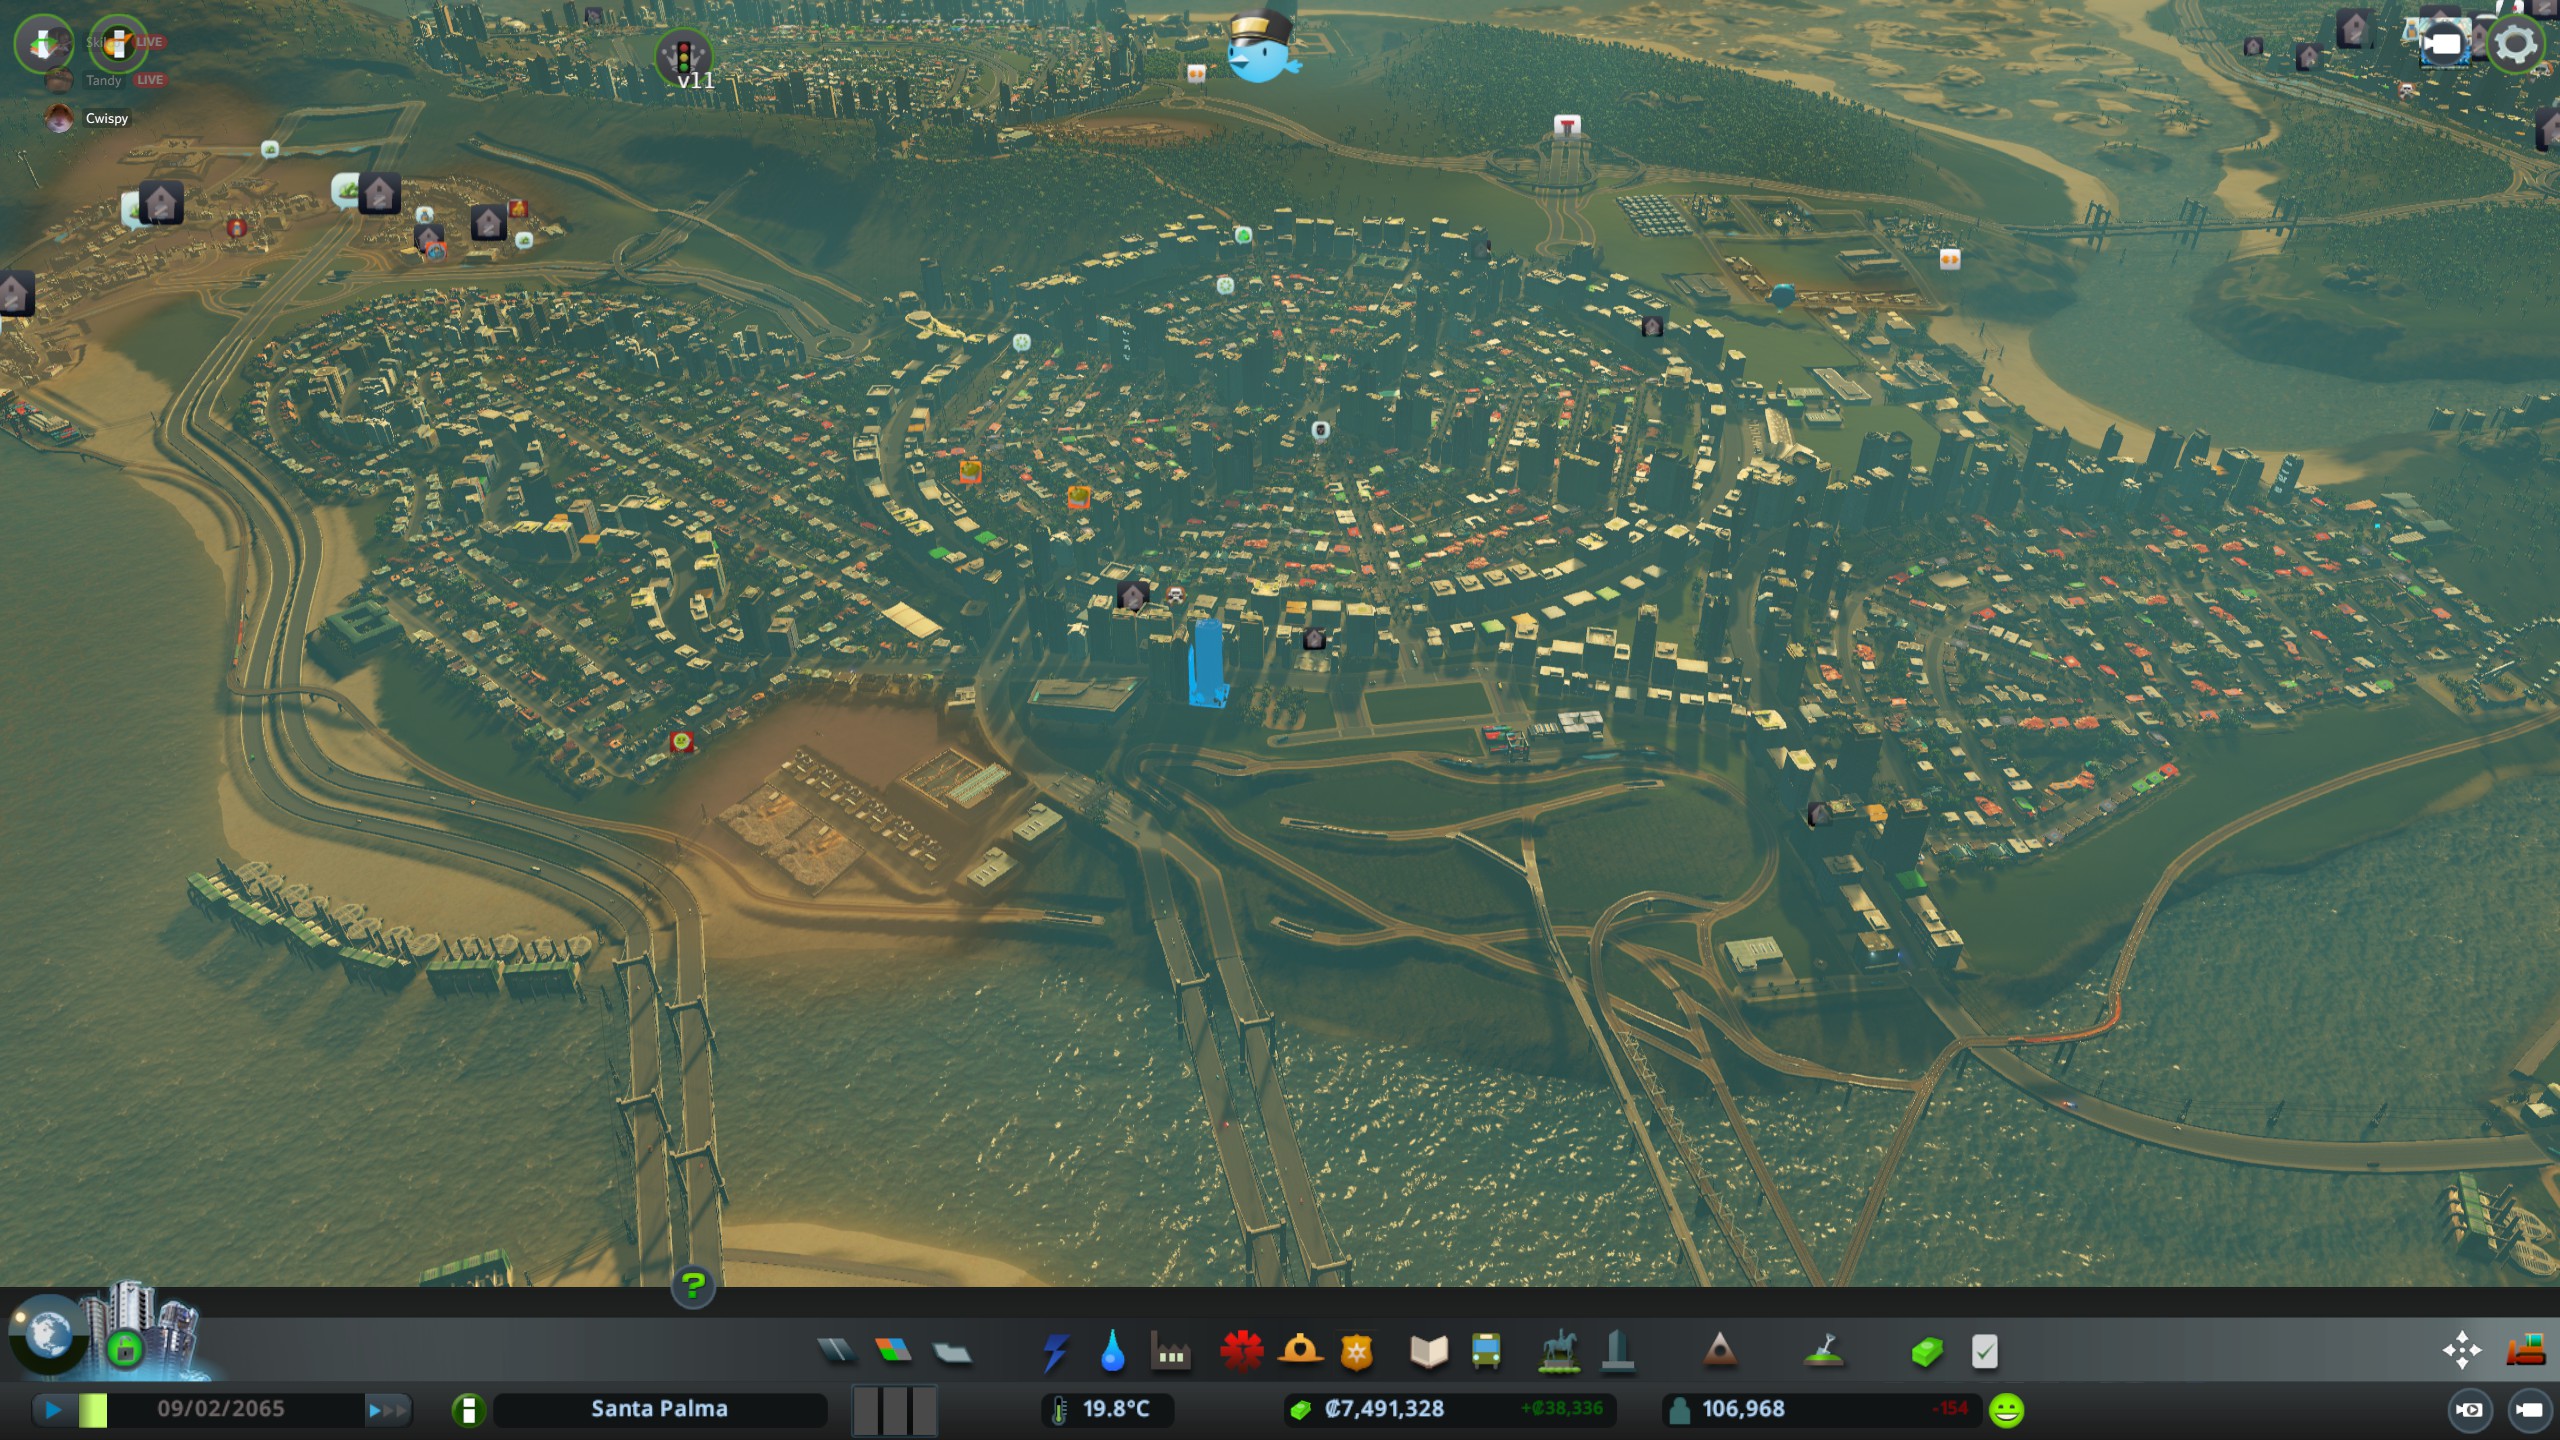 LIVE
Tandy LIVE
Cwispy
v11
T
?
09/02/2065
Santa Palma
19.8°C
₡7,491,328
+₡38,336
106,968
-154